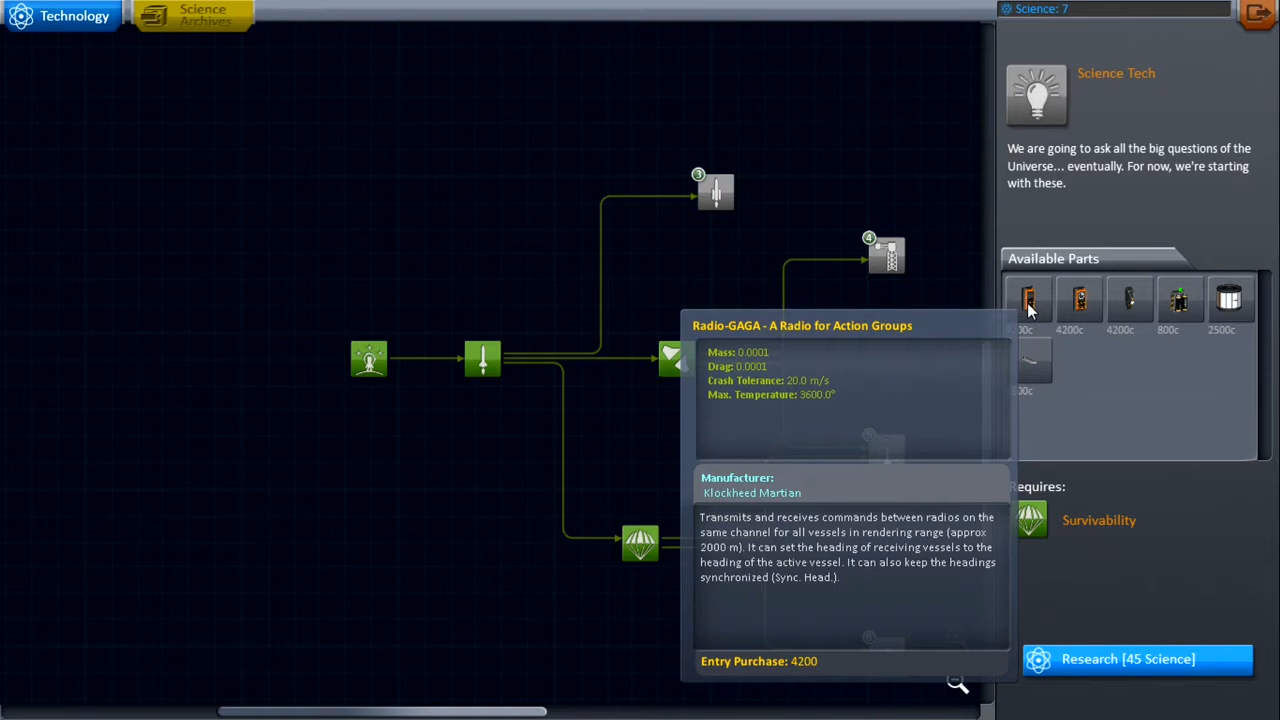 Technology
Science
Archives
Science: 7
Science Tech
We are going to ask all the big questions of the
Universe... eventually. For now, we're starting
with these.
3
4
Available Parts
4200c
4200c
800c
2500c
Radio-GAGA - A Radio for Action Groups
Mass: 0.0001
Drag: 0.0001
Crash Tolerance: 20.0 m/s
Max. Temperature: 3600.0°
Manufacturer:
Klockheed Martian
Transmits and receives commands between radios on the
same channel for all vessels in rendering range (approx
2000 m). It can set the heading of receiving vessels to the
heading of the active vessel. It can also keep the headings
synchronized (Sync. Head.).
Entry Purchase: 4200
Requires:
Survivability
Research [45 Science]